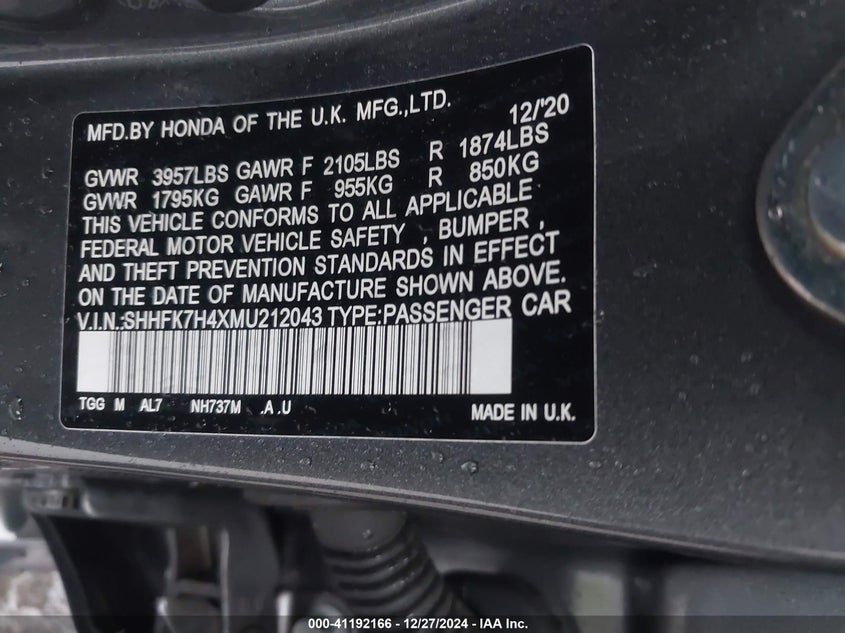 MFD.BY HONDA OF THE U.K. MFG.,LTD. 12/'20
GVWR 3957LBS GAWR F 2105LBS R 1874LBS
GVWR 1795KG GAWR F 955KG R 850KG
THIS VEHICLE CONFORMS TO ALL APPLICABLE
FEDERAL MOTOR VEHICLE SAFETY , BUMPER ,
AND THEFT PREVENTION STANDARDS IN EFFECT
ON THE DATE OF MANUFACTURE SHOWN ABOVE.
V.I.N.:SHHFK7H4XMU212043 TYPE:PASSENGER CAR
TGG M AL7 NH737M .A .U MADE IN U.K.
000-41192166 – 12/27/2024 – IAA Inc.